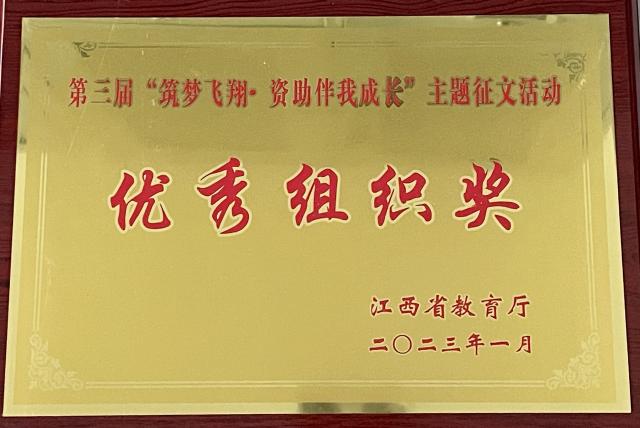 第三届“筑梦飞翔·资助伴我成长”主题征文活动
优秀组织奖
江西省教育厅
二〇二三年一月